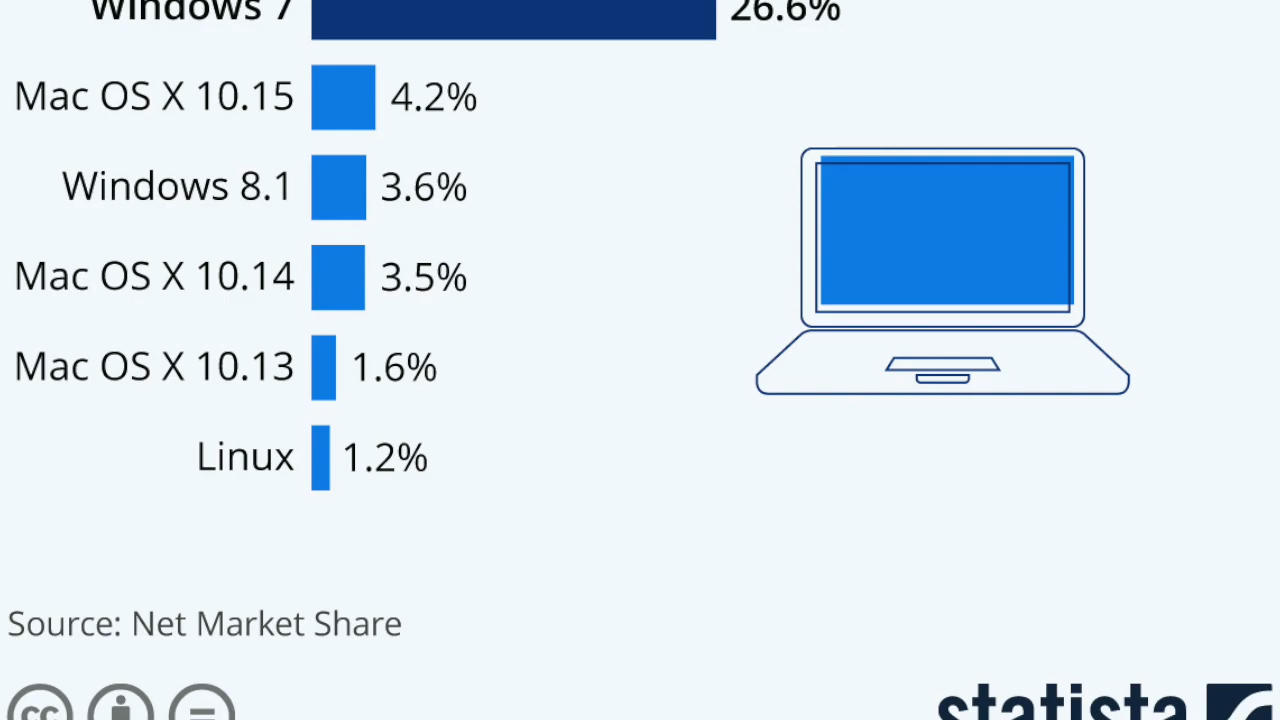 Windows 7 26.6%
Mac OS X 10.15 4.2%
Windows 8.1 3.6%
Mac OS X 10.14 3.5%
Mac OS X 10.13 1.6%
Linux 1.2%
Source: Net Market Share
cc
statista